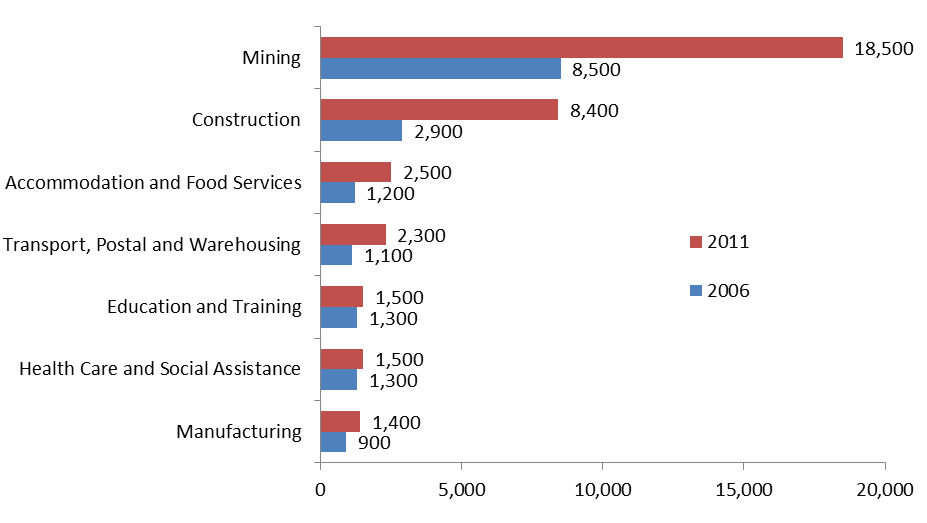 Mining
18,500
8,500
Construction
8,400
2,900
Accommodation and Food Services
2,500
1,200
Transport, Postal and Warehousing
2,300
1,100
2011
2006
Education and Training
1,500
1,300
Health Care and Social Assistance
1,500
1,300
Manufacturing
1,400
900
0 5,000 10,000 15,000 20,000